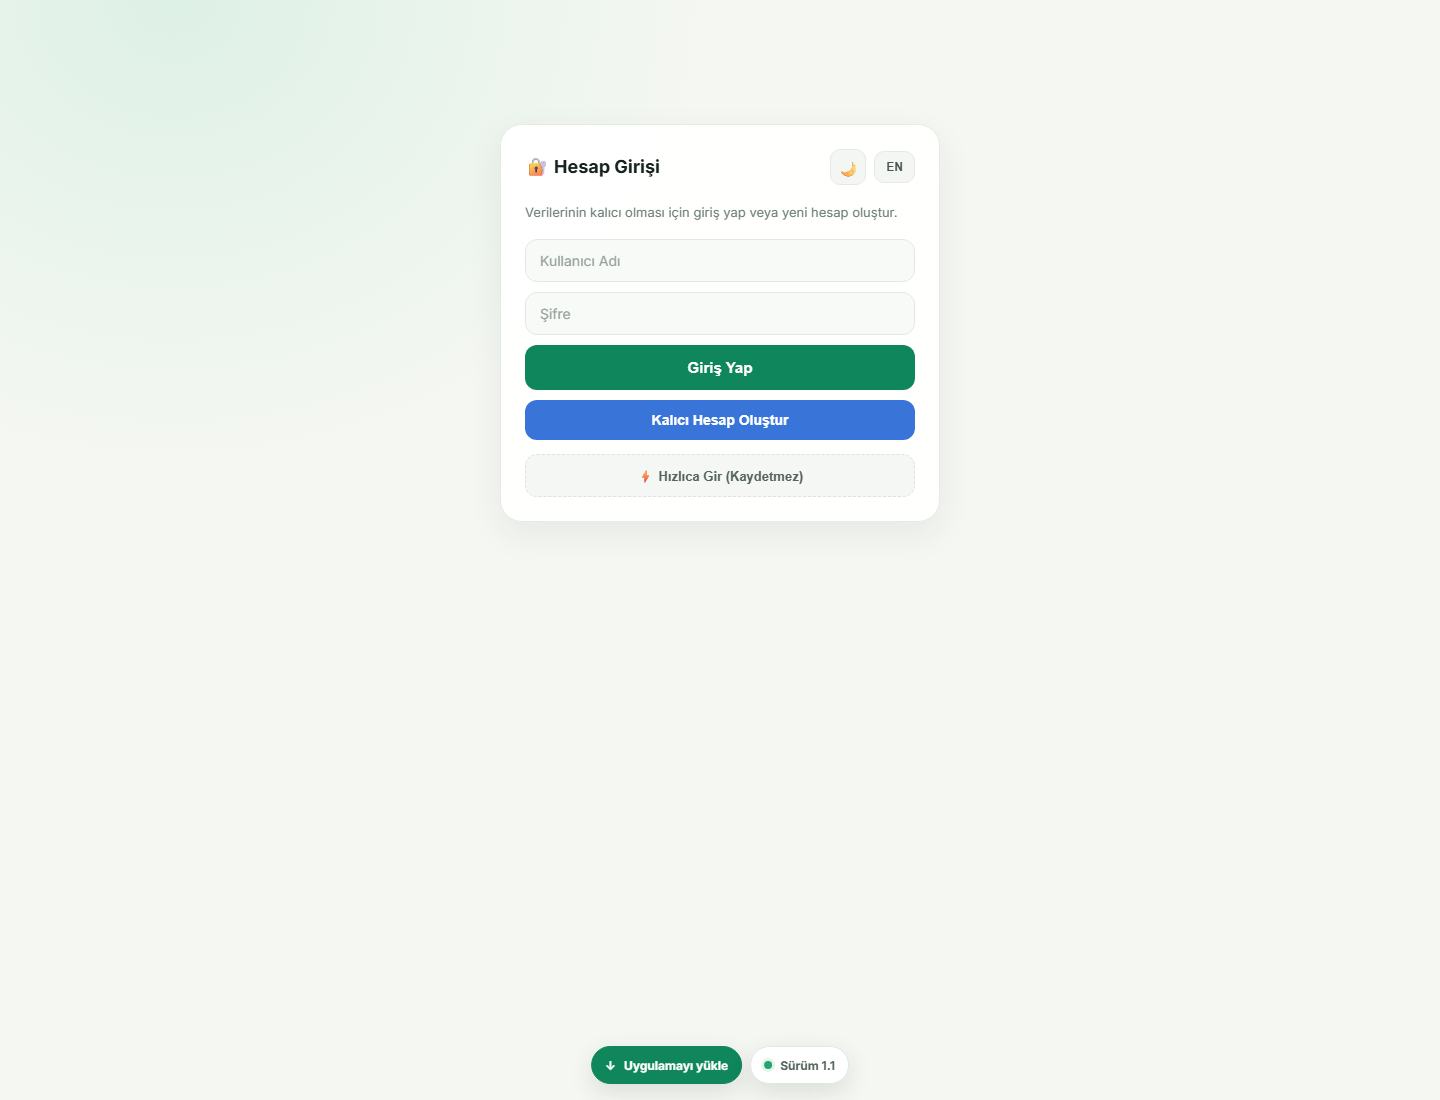 Hesap Girişi
EN
Verilerinin kalıcı olması için giriş yap veya yeni hesap oluştur.
Kullanıcı Adı
Şifre
Giriş Yap
Kalıcı Hesap Oluştur
Hızlıca Gir (Kaydetmez)
Uygulamayı yükle
Sürüm 1.1